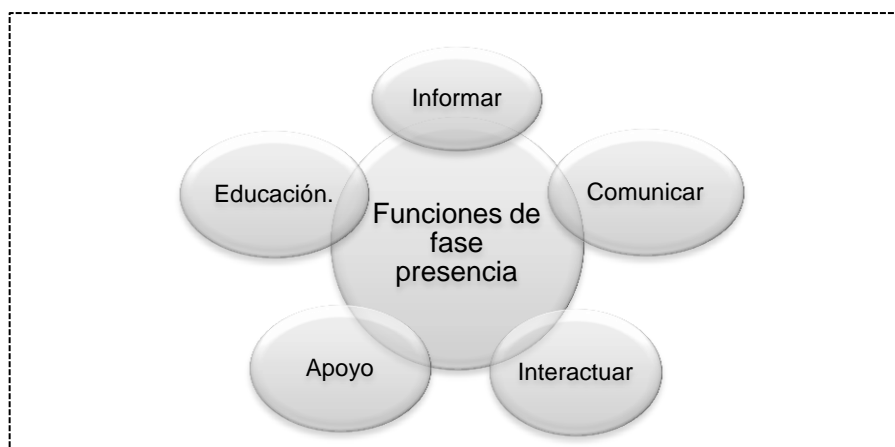 Informar
Educación.
Comunicar
Funciones de
fase
presencia
Apoyo
Interactuar